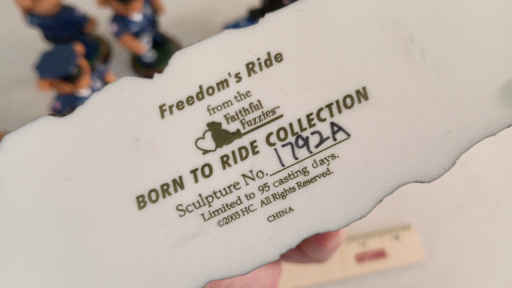 Freedom's Ride
from the
Faithful
Fuzzies™
BORN TO RIDE COLLECTION
Sculpture No. 1792A
Limited to 95 casting days.
©2003 HC. All Rights Reserved.
CHINA